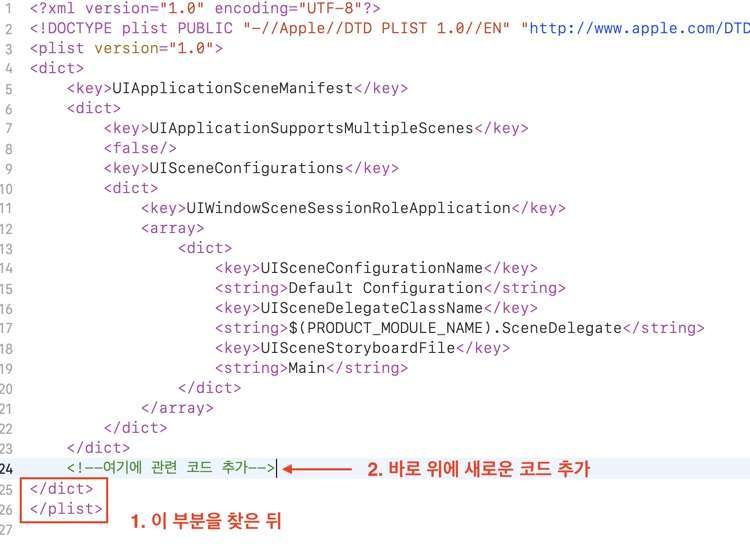 1 <?xml version="1.0" encoding="UTF-8"?>
2 <!DOCTYPE plist PUBLIC "-//Apple//DTD PLIST 1.0//EN" "http://www.apple.com/DTD
3 <plist version="1.0">
4 <dict>
5 <key>UIApplicationSceneManifest</key>
6 <dict>
7 <key>UIApplicationSupportsMultipleScenes</key>
8 <false/>
9 <key>UISceneConfigurations</key>
10 <dict>
11 <key>UIWindowSceneSessionRoleApplication</key>
12 <array>
13 <dict>
14 <key>UISceneConfigurationName</key>
15 <string>Default Configuration</string>
16 <key>UISceneDelegateClassName</key>
17 <string>$(PRODUCT_MODULE_NAME).SceneDelegate</string>
18 <key>UISceneStoryboardFile</key>
19 <string>Main</string>
20 </dict>
21 </array>
22 </dict>
23 </dict>
24 <!--여기에 관련 코드 추가--> 2. 바로 위에 새로운 코드 추가
25 </dict>
26 </plist>
1. 이 부분을 찾은 뒤
27